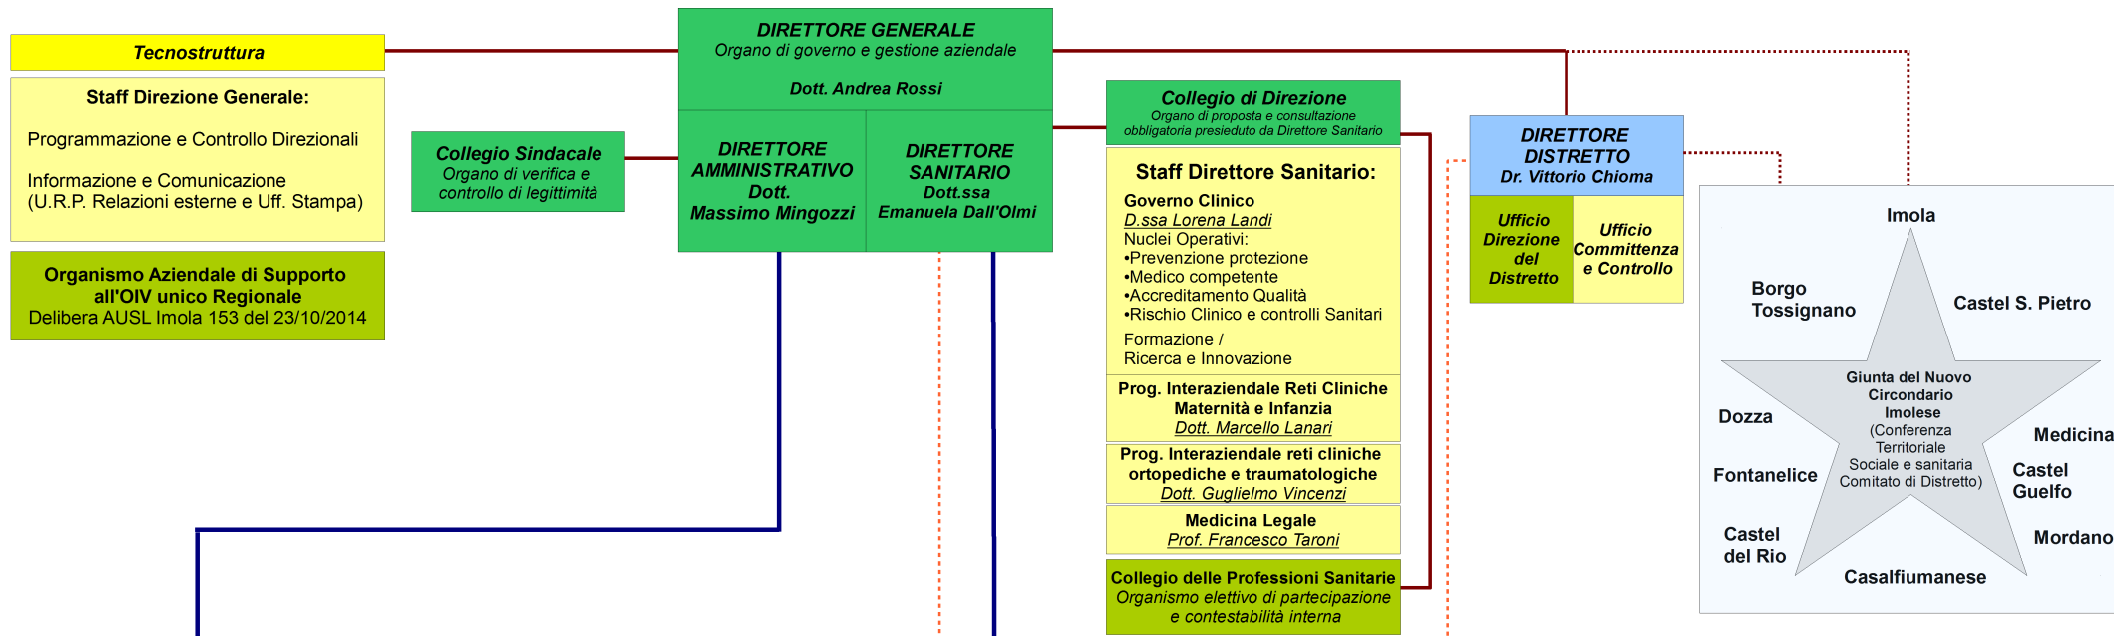 Tecnostruttura
Staff Direzione Generale:
Programmazione e Controllo Direzionali
Informazione e Comunicazione
(U.R.P. Relazioni esterne e Uff. Stampa)
Organismo Aziendale di Supporto
all'OIV unico Regionale
Delibera AUSL Imola 153 del 23/10/2014
Collegio Sindacale
Organo di verifica e
controllo di legittimità
DIRETTORE GENERALE
Organo di governo e gestione aziendale
Dott. Andrea Rossi
DIRETTORE
AMMINISTRATIVO
Dott.
Massimo Mingozzi
DIRETTORE
SANITARIO
Dott.ssa
Emanuela Dall'Olmi
Collegio di Direzione
Organo di proposta e consultazione
obbligatoria presieduto da Direttore Sanitario
Staff Direttore Sanitario:
Governo Clinico
D.ssa Lorena Landi
Nuclei Operativi:
•Prevenzione protezione
•Medico competente
•Accreditamento Qualità
•Rischio Clinico e controlli Sanitari
Formazione /
Ricerca e Innovazione
Prog. Interaziendale Reti Cliniche
Maternità e Infanzia
Dott. Marcello Lanari
Prog. Interaziendale reti cliniche
ortopediche e traumatologiche
Dott. Guglielmo Vincenzi
Medicina Legale
Prof. Francesco Taroni
Collegio delle Professioni Sanitarie
Organismo elettivo di partecipazione
e contestabilità interna
DIRETTORE
DISTRETTO
Dr. Vittorio Chioma
Ufficio
Direzione
del
Distretto
Ufficio
Committenza
e Controllo
Imola
Borgo
Tossignano
Castel S. Pietro
Giunta del Nuovo
Circondario
Imolese
(Conferenza
Territoriale
Sociale e sanitaria
Comitato di Distretto)
Dozza
Medicina
Fontanelice
Castel
Guelfo
Castel
del Rio
Mordano
Casalfiumanese